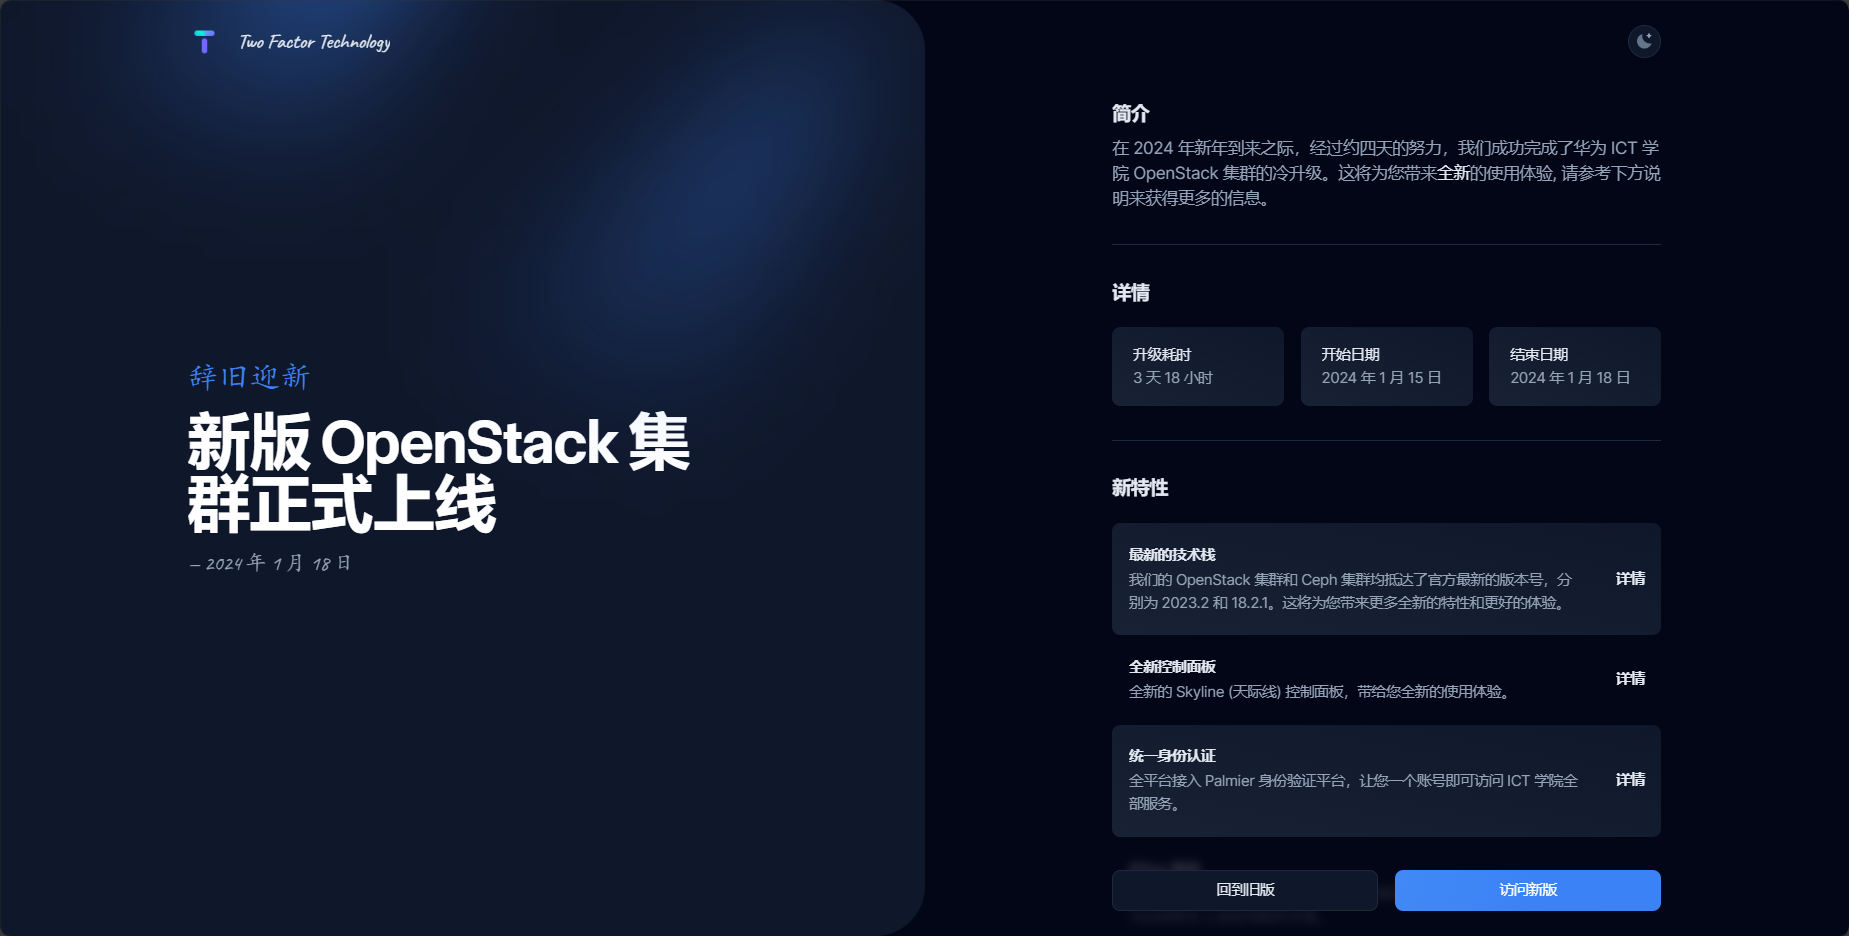 Two Factor Technology
辞旧迎新
新版 OpenStack 集
群正式上线
– 2024 年 1 月 18 日
简介
在 2024 年新年到来之际，经过约四天的努力，我们成功完成了华为 ICT 学
院 OpenStack 集群的冷升级。这将为您带来全新的使用体验, 请参考下方说
明来获得更多的信息。
详情
升级耗时
3 天 18 小时
开始日期
2024 年 1 月 15 日
结束日期
2024 年 1 月 18 日
新特性
最新的技术栈
我们的 OpenStack 集群和 Ceph 集群均抵达了官方最新的版本号，分
别为 2023.2 和 18.2.1。这将为您带来更多全新的特性和更好的体验。
详情
全新控制面板
全新的 Skyline (天际线) 控制面板，带给您全新的使用体验。
详情
统一身份认证
全平台接入 Palmier 身份验证平台，让您一个账号即可访问 ICT 学院全
部服务。
详情
回到旧版
访问新版